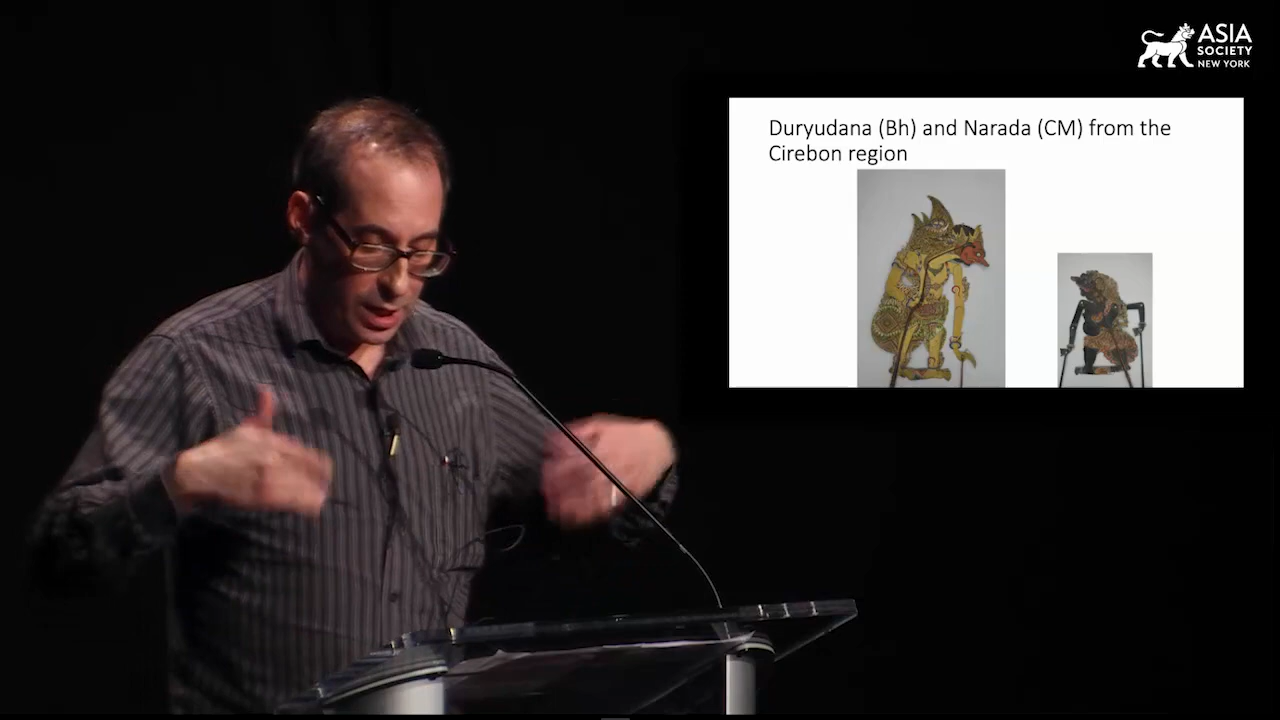 ASIA
SOCIETY
NEW YORK
Duryudana (Bh) and Narada (CM) from the
Cirebon region